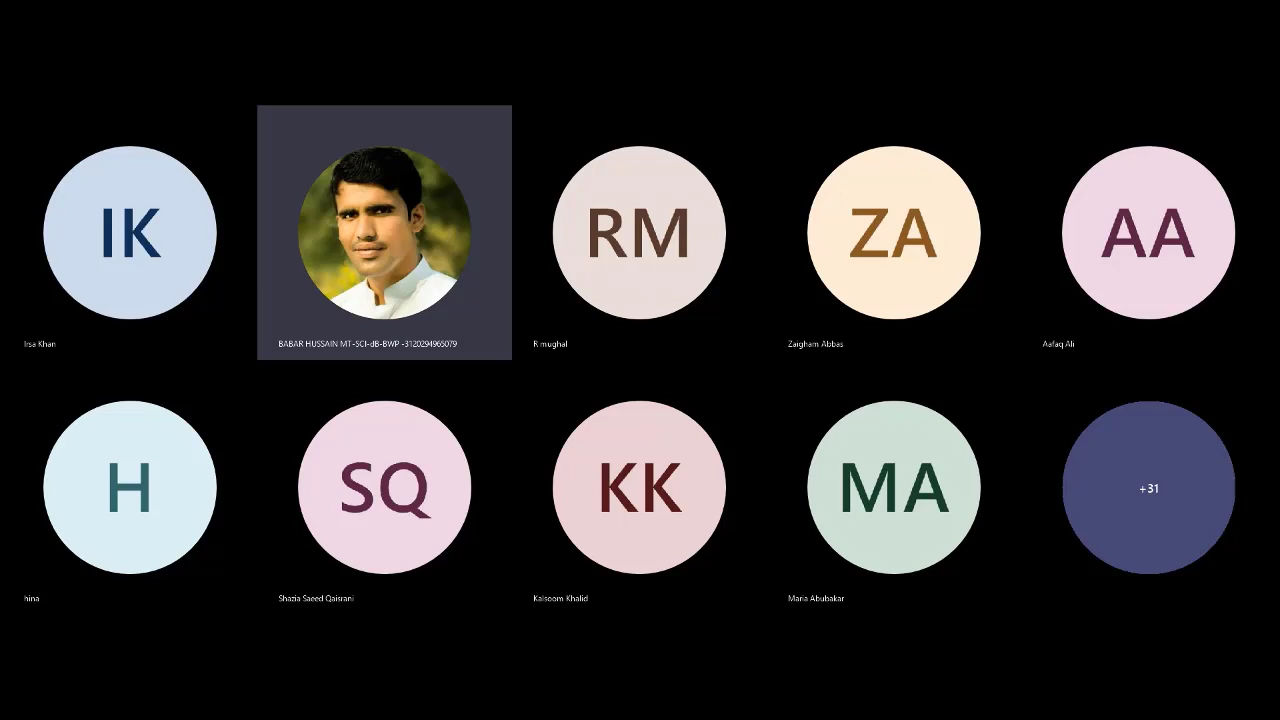 IK
RM
ZA
AA
Irsa Khan
BABAR HUSSAIN MT-SCI-dB-BWP -3120294965079
R mughal
Zaigham Abbas
Aafaq Ali
H
SQ
KK
MA
+31
hina
Shazia Saeed Qaisrani
Kalsoom Khalid
Maria Abubakar